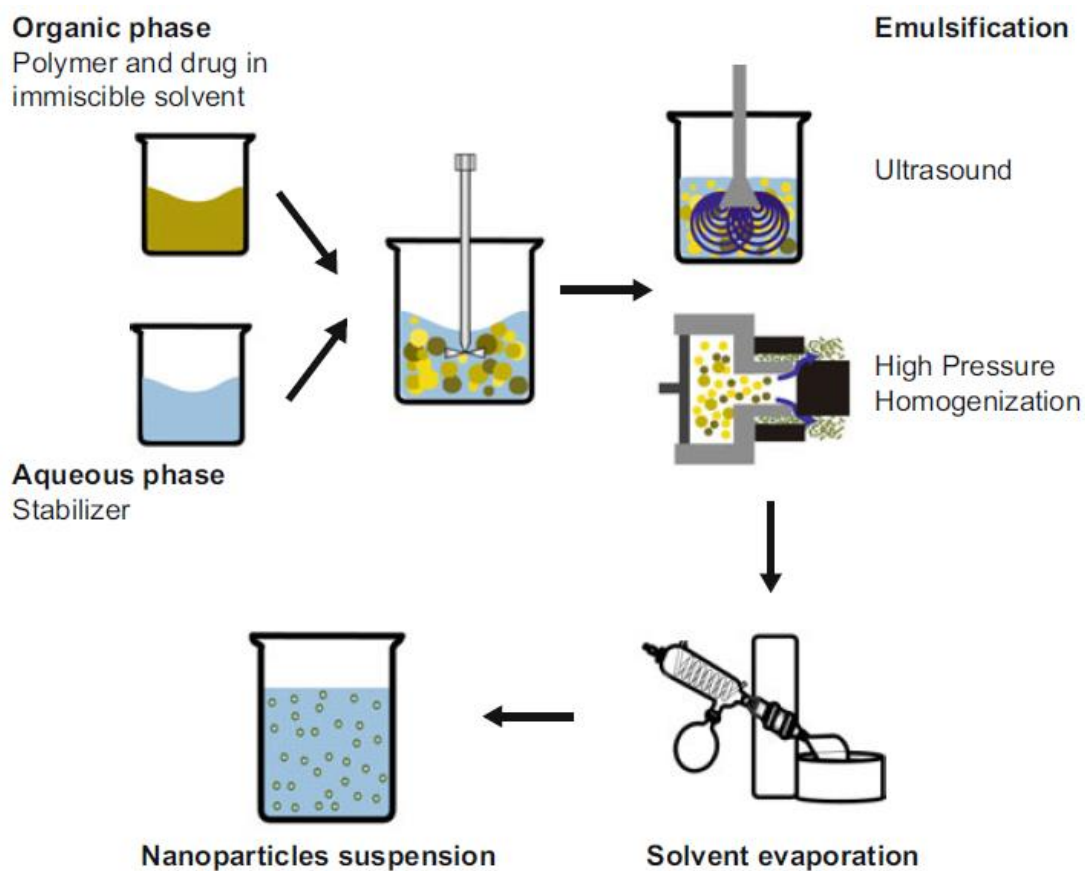 Organic phase
Polymer and drug in
immiscible solvent
Emulsification
Ultrasound
High Pressure
Homogenization
Aqueous phase
Stabilizer
Nanoparticles suspension
Solvent evaporation